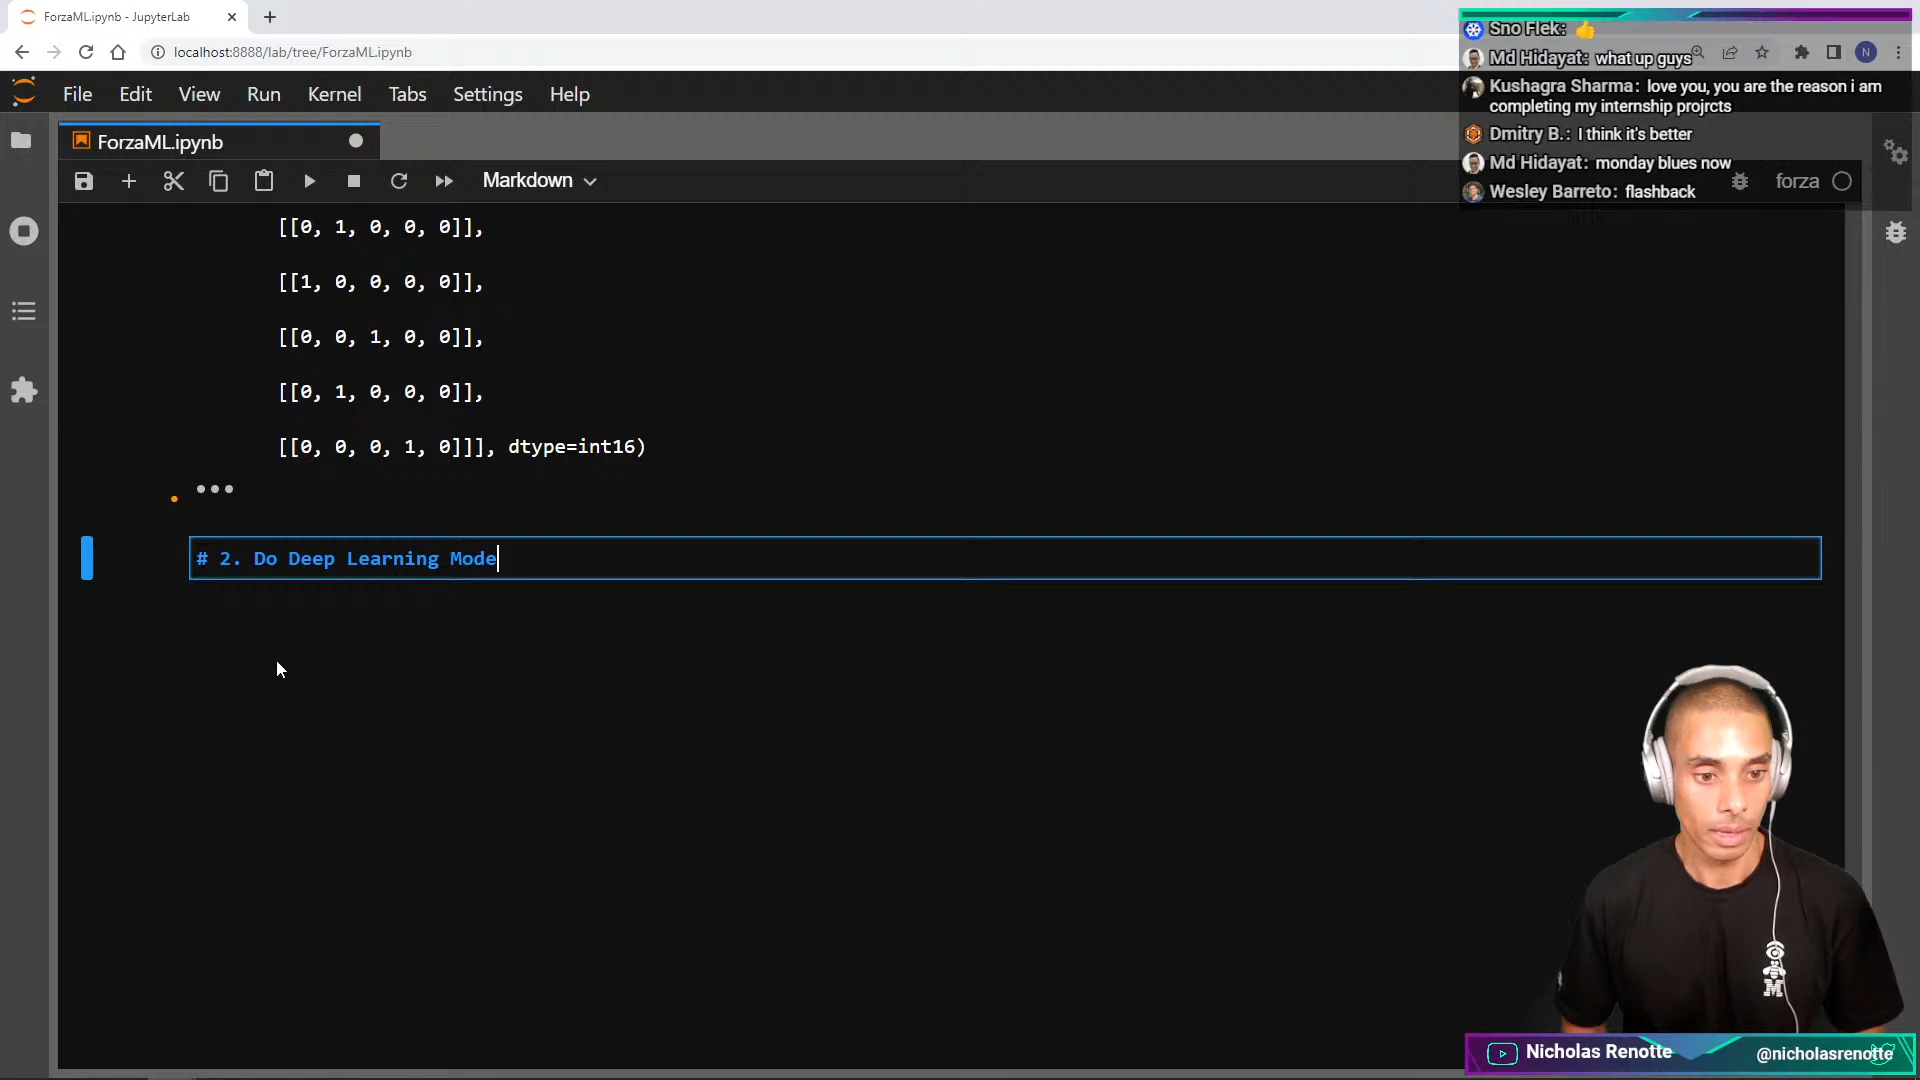 ForzaML.ipynb - JupyterLab
localhost:8888/lab/tree/ForzaML.ipynb
N
File Edit View Run Kernel Tabs Settings Help
ForzaML.ipynb
Markdown
forza
[[0, 1, 0, 0, 0]],
[[1, 0, 0, 0, 0]],
[[0, 0, 1, 0, 0]],
[[0, 1, 0, 0, 0]],
[[0, 0, 0, 1, 0]]], dtype=int16)
# 2. Do Deep Learning Mode
Sno Flek: 👍
Md Hidayat: what up guys
Kushagra Sharma: love you, you are the reason i am
completing my internship projrcts
Dmitry B.: I think it's better
Md Hidayat: monday blues now
Wesley Barreto: flashback
Nicholas Renotte
@nicholasrenotte